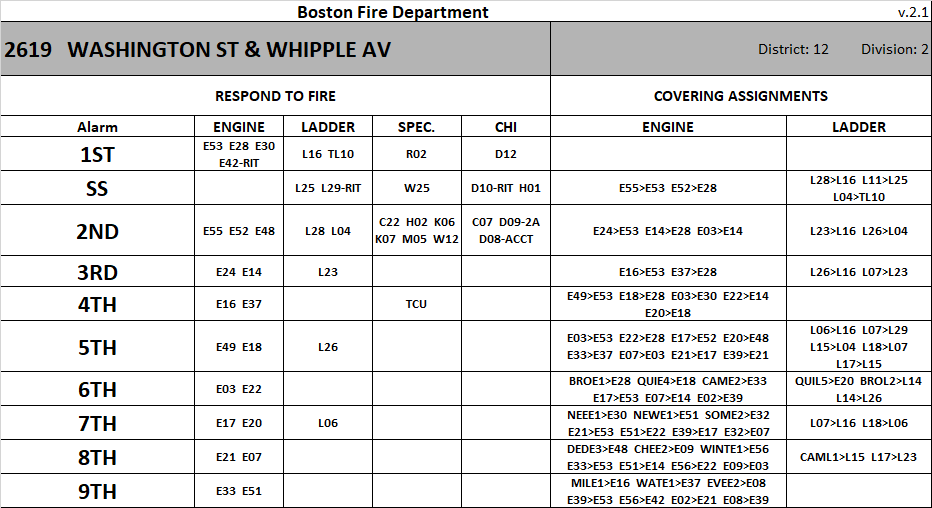 Boston Fire Department v.2.1
2619 WASHINGTON ST & WHIPPLE AV District: 12 Division: 2
RESPOND TO FIRE COVERING ASSIGNMENTS
Alarm ENGINE LADDER SPEC. CHI ENGINE LADDER
1ST E53 E28 E30 E42-RIT L16 TL10 R02 D12
SS L25 L29-RIT W25 D10-RIT H01 E55>E53 E52>E28 L28>L16 L11>L25 L04>TL10
2ND E55 E52 E48 L28 L04 C22 H02 K06 K07 M05 W12 C07 D09-2A D08-ACCT E24>E53 E14>E28 E03>E14 L23>L16 L26>L04
3RD E24 E14 L23 E16>E53 E37>E28 L26>L16 L07>L23
4TH E16 E37 TCU E49>E53 E18>E28 E03>E30 E22>E14 E20>E18
5TH E49 E18 L26 E03>E53 E22>E28 E17>E52 E20>E48 E33>E37 E07>E03 E21>E17 E39>E21 L06>L16 L07>L29 L15>L04 L18>L07 L17>L15
6TH E03 E22 BROE1>E28 QUIE4>E18 CAME2>E33 E17>E53 E07>E14 E02>E39 QUIL5>E20 BROL2>L14 L14>L26
7TH E17 E20 L06 NEEE1>E30 NEWE1>E51 SOME2>E32 E21>E53 E51>E22 E39>E17 E32>E07 L07>L16 L18>L06
8TH E21 E07 DEDE3>E48 CHEE2>E09 WINTE1>E56 E33>E53 E51>E14 E56>E22 E09>E03 CAML1>L15 L17>L23
9TH E33 E51 MILE1>E16 WATE1>E37 EVEE2>E08 E39>E53 E56>E42 E02>E21 E08>E39